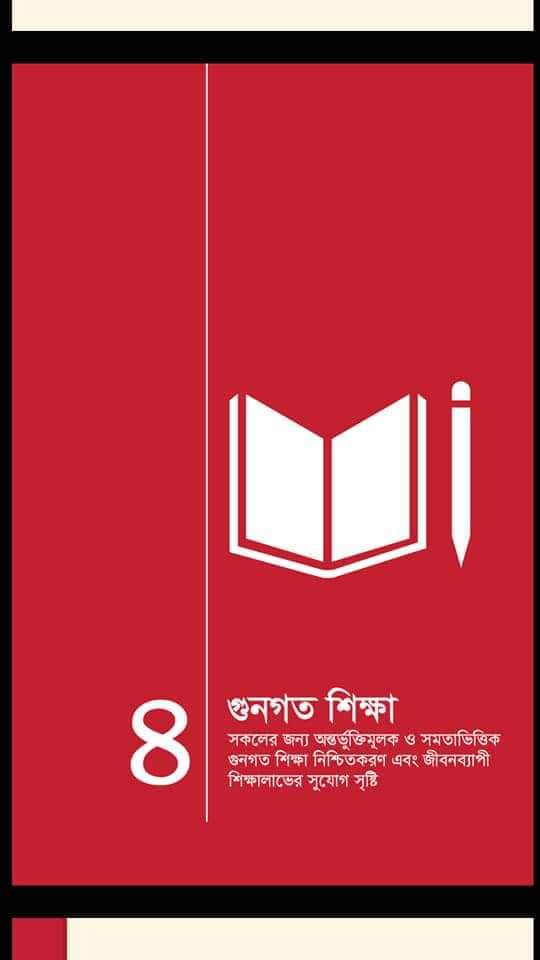 ৪
গুনগত শিক্ষা
সকলের জন্য অন্তর্ভুক্তিমূলক ও সমতাভিত্তিক
গুনগত শিক্ষা নিশ্চিতকরণ এবং জীবনব্যাপী
শিক্ষালাভের সুযোগ সৃষ্টি